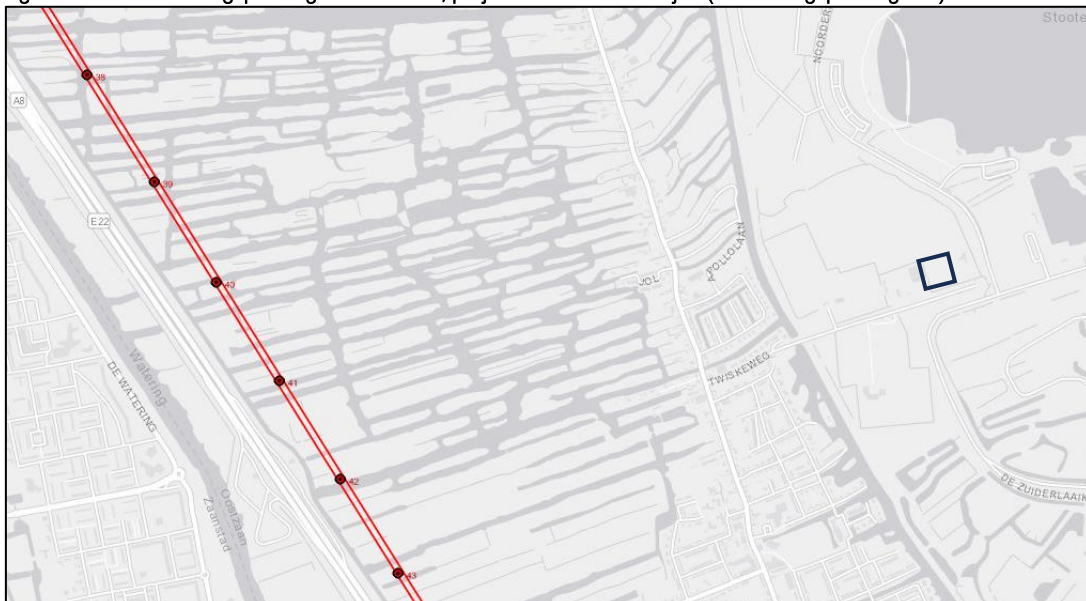 Stoote
NOORDER
38
A8
39
E22
APOLLOLAAN
JOL
40
41
TWISKEWEG
Watering
DE WATERING
42
DE ZUIDERLAAIK
Oostzaan
Zaanstad
43